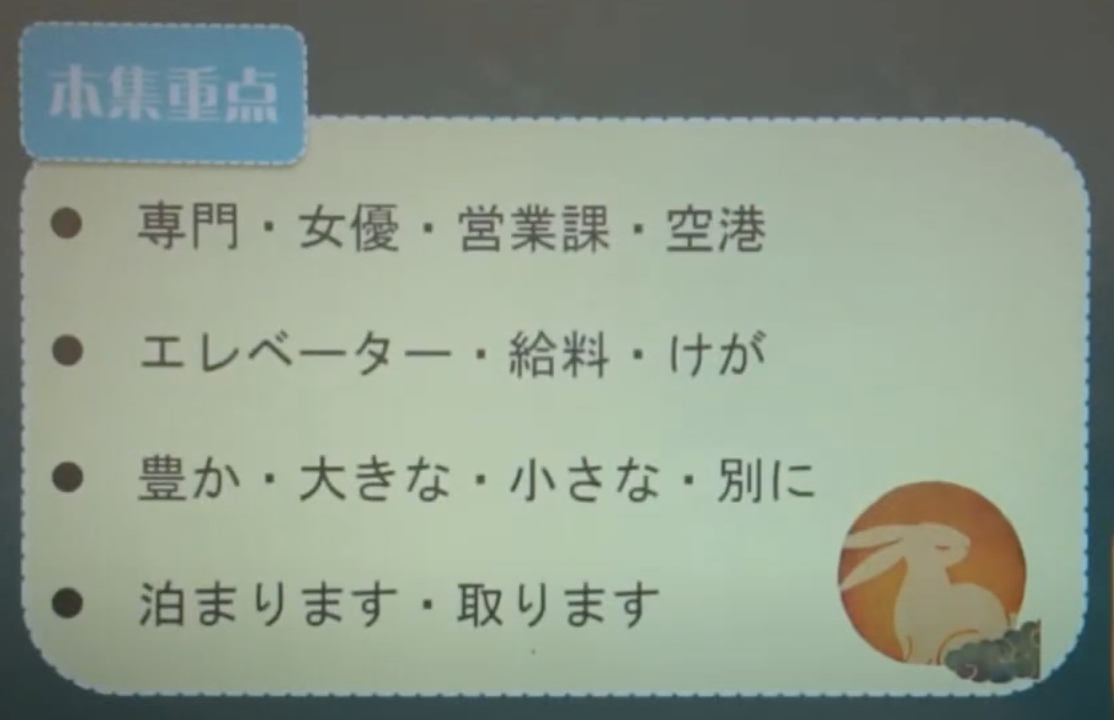 本集重点
● 専門・女優・営業課・空港
● エレベーター・給料・けが
● 豊か・大きな・小さな・別に
● 泊まります・取ります